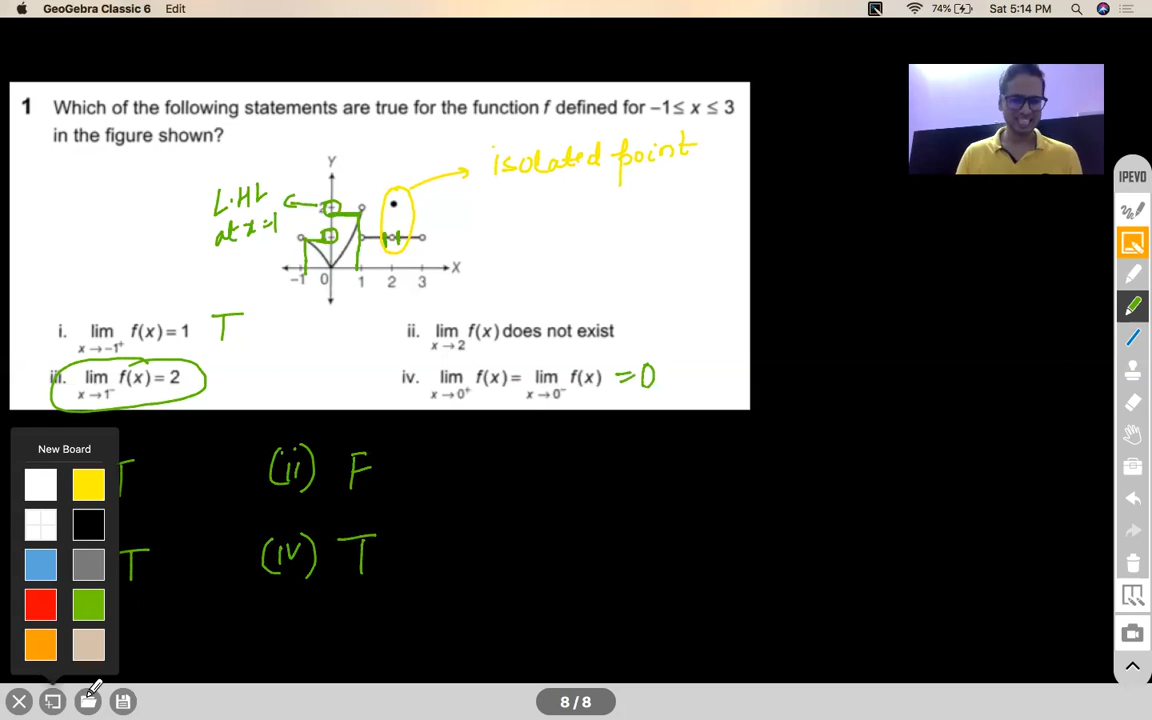 GeoGebra Classic 6 Edit 74% Sat 5:14 PM
1 Which of the following statements are true for the function f defined for −1≤ x ≤ 3
in the figure shown?
isolated point
Y
L·HL
at x=1
2
X
−1 0 1 2 3
i. lim f(x) = 1 T
x→−1⁺
ii. lim f(x) does not exist
x→2
iii. lim f(x) = 2
x→1⁻
iv. lim f(x) = lim f(x) = 0
x→0⁺ x→0⁻
IPEVO
New Board
T (ii) F
T (iv) T
8 / 8